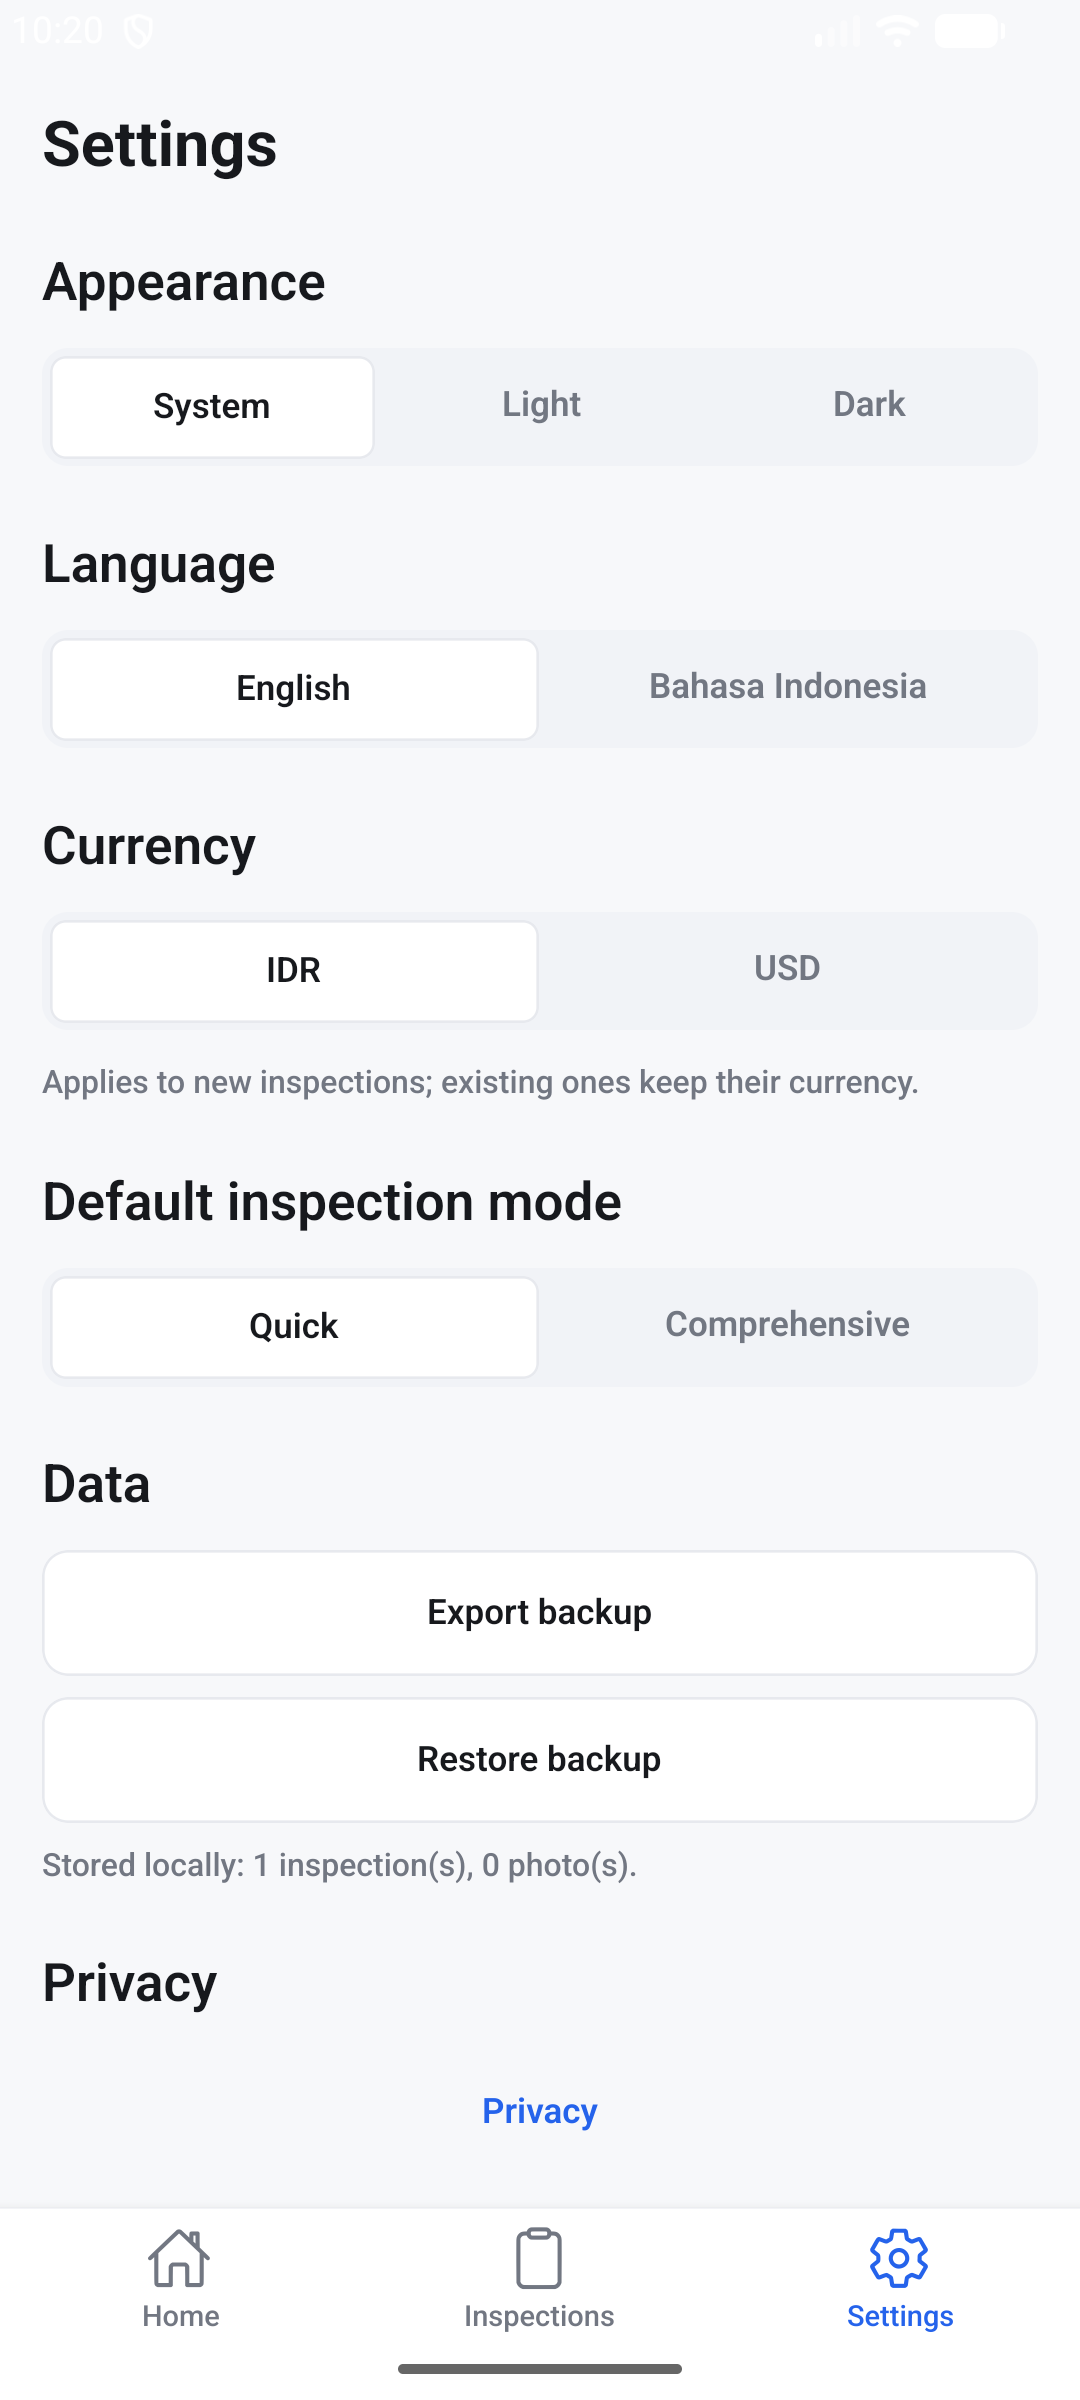 10:20
Settings
Appearance
System Light Dark
Language
English Bahasa Indonesia
Currency
IDR USD
Applies to new inspections; existing ones keep their currency.
Default inspection mode
Quick Comprehensive
Data
Export backup
Restore backup
Stored locally: 1 inspection(s), 0 photo(s).
Privacy
Privacy
Home Inspections Settings